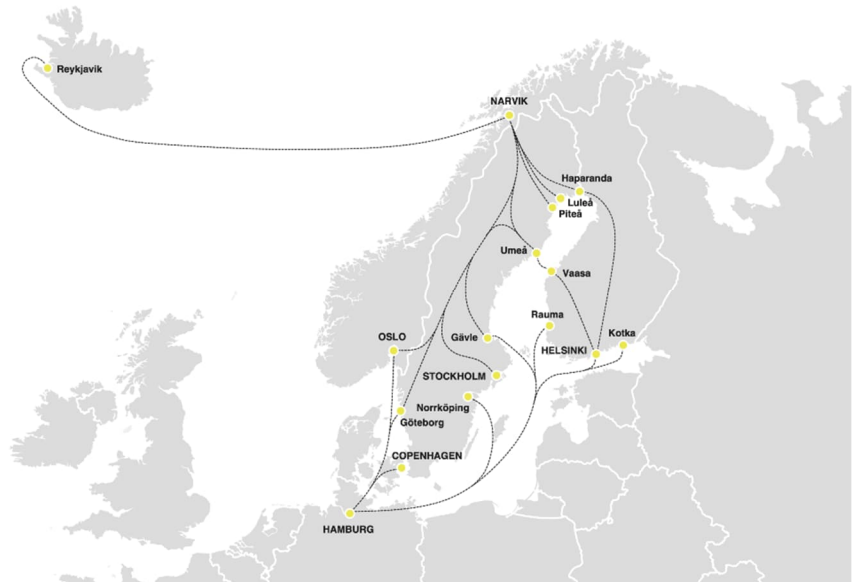 Reykjavik
NARVIK
Haparanda
Luleå
Piteå
Umeå
Vaasa
Rauma
Kotka
OSLO
Gävle
HELSINKI
STOCKHOLM
Norrköping
Göteborg
COPENHAGEN
HAMBURG